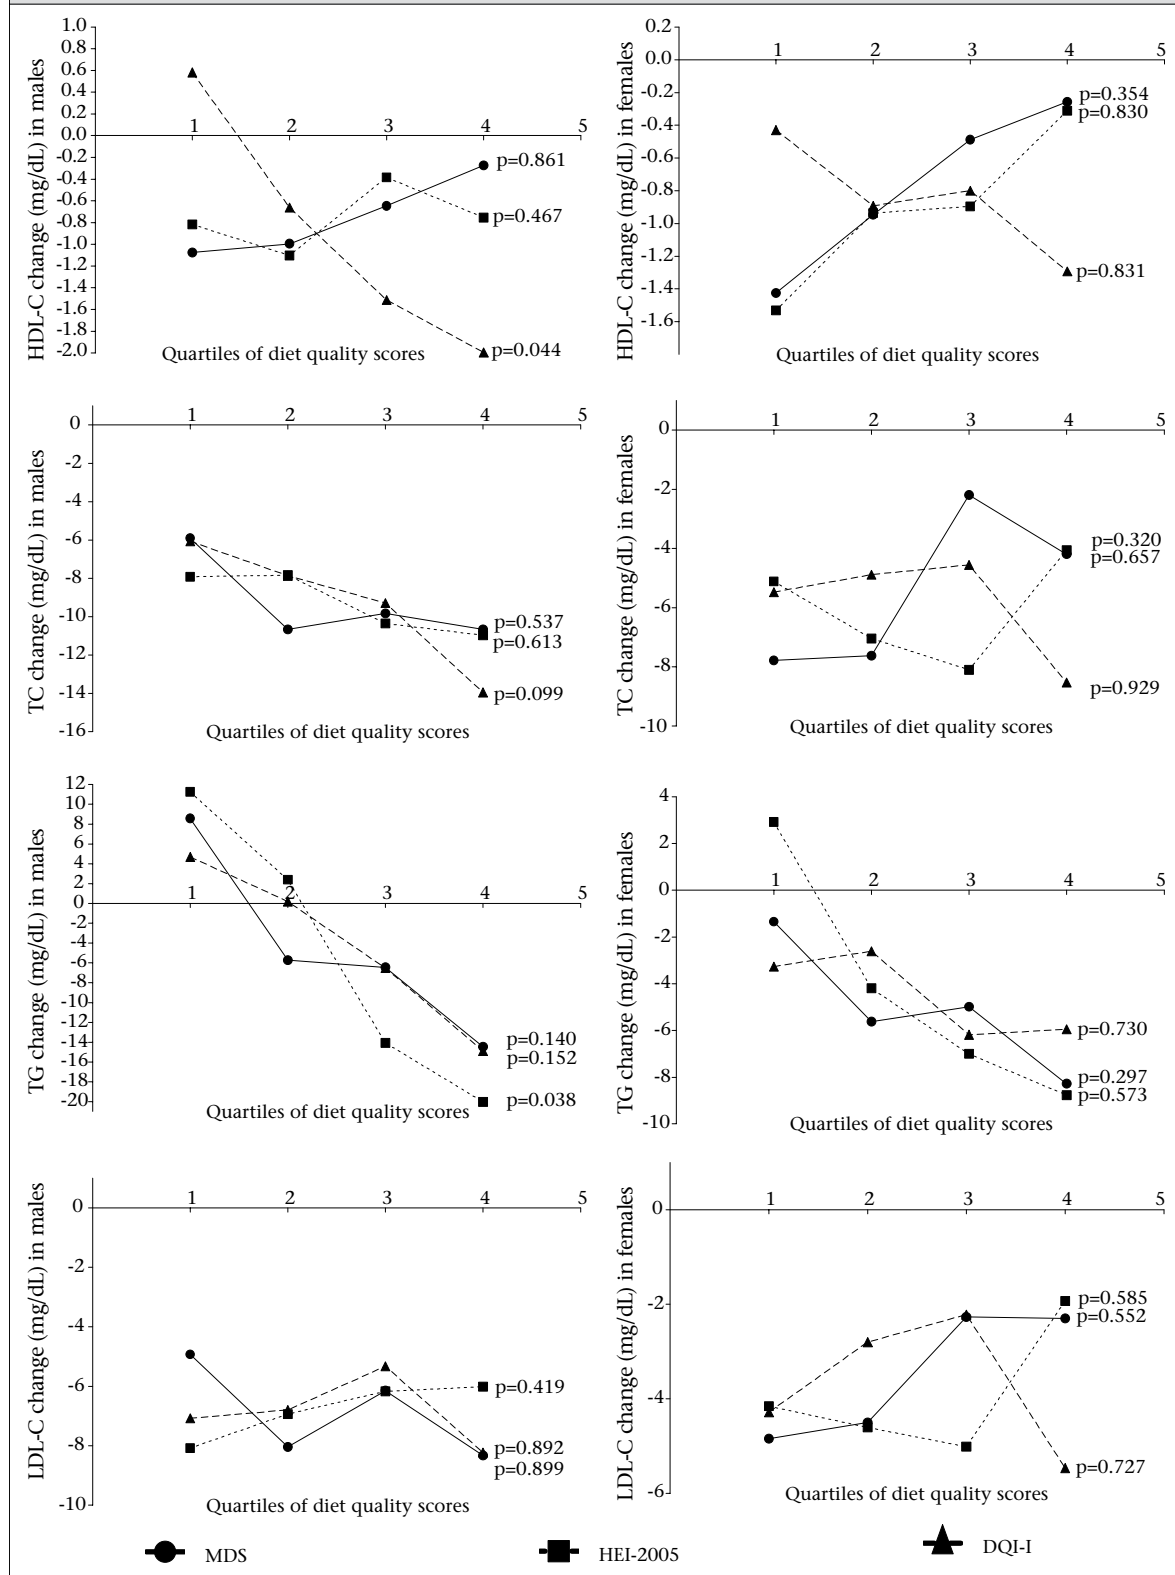 HDL-C change (mg/dL) in males
1.0
0.8
0.6
0.4
0.2
0.0
-0.2
-0.4
-0.6
-0.8
-1.0
-1.2
-1.4
-1.6
-1.8
-2.0
1 2 3 4 5
p=0.861
p=0.467
p=0.044
Quartiles of diet quality scores
HDL-C change (mg/dL) in females
0.2
0.0
-0.2
-0.4
-0.6
-0.8
-1.0
-1.2
-1.4
-1.6
1 2 3 4 5
p=0.354
p=0.830
p=0.831
Quartiles of diet quality scores
TC change (mg/dL) in males
0
-2
-4
-6
-8
-10
-12
-14
-16
1 2 3 4 5
p=0.537
p=0.613
p=0.099
Quartiles of diet quality scores
TC change (mg/dL) in females
0
-2
-4
-6
-8
-10
1 2 3 4 5
p=0.320
p=0.657
p=0.929
Quartiles of diet quality scores
TG change (mg/dL) in males
12
10
8
6
4
2
0
-2
-4
-6
-8
-10
-12
-14
-16
-18
-20
1 2 3 4 5
p=0.140
p=0.152
p=0.038
Quartiles of diet quality scores
TG change (mg/dL) in females
4
2
0
-2
-4
-6
-8
-10
1 2 3 4 5
p=0.730
p=0.297
p=0.573
Quartiles of diet quality scores
LDL-C change (mg/dL) in males
0
-2
-4
-6
-8
-10
1 2 3 4 5
p=0.419
p=0.892
p=0.899
Quartiles of diet quality scores
LDL-C change (mg/dL) in females
0
-2
-4
-6
1 2 3 4 5
p=0.585
p=0.552
p=0.727
Quartiles of diet quality scores
MDS HEI-2005 DQI-I